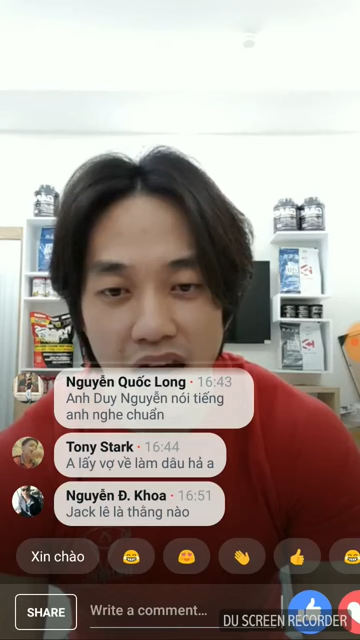 Nguyễn Quốc Long · 16:43
Anh Duy Nguyễn nói tiếng
anh nghe chuẩn
Tony Stark · 16:44
A lấy vợ về làm dâu hả a
Nguyễn Đ. Khoa · 16:51
Jack lê là thằng nào
Xin chào
SHARE
Write a comment...
DU SCREEN RECORDER